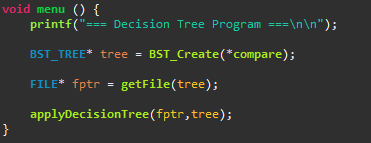 void menu () {
printf("=== Decision Tree Program ===\n\n");
BST_TREE* tree = BST_Create(*compare);
FILE* fptr = getFile(tree);
applyDecisionTree(fptr,tree);
}